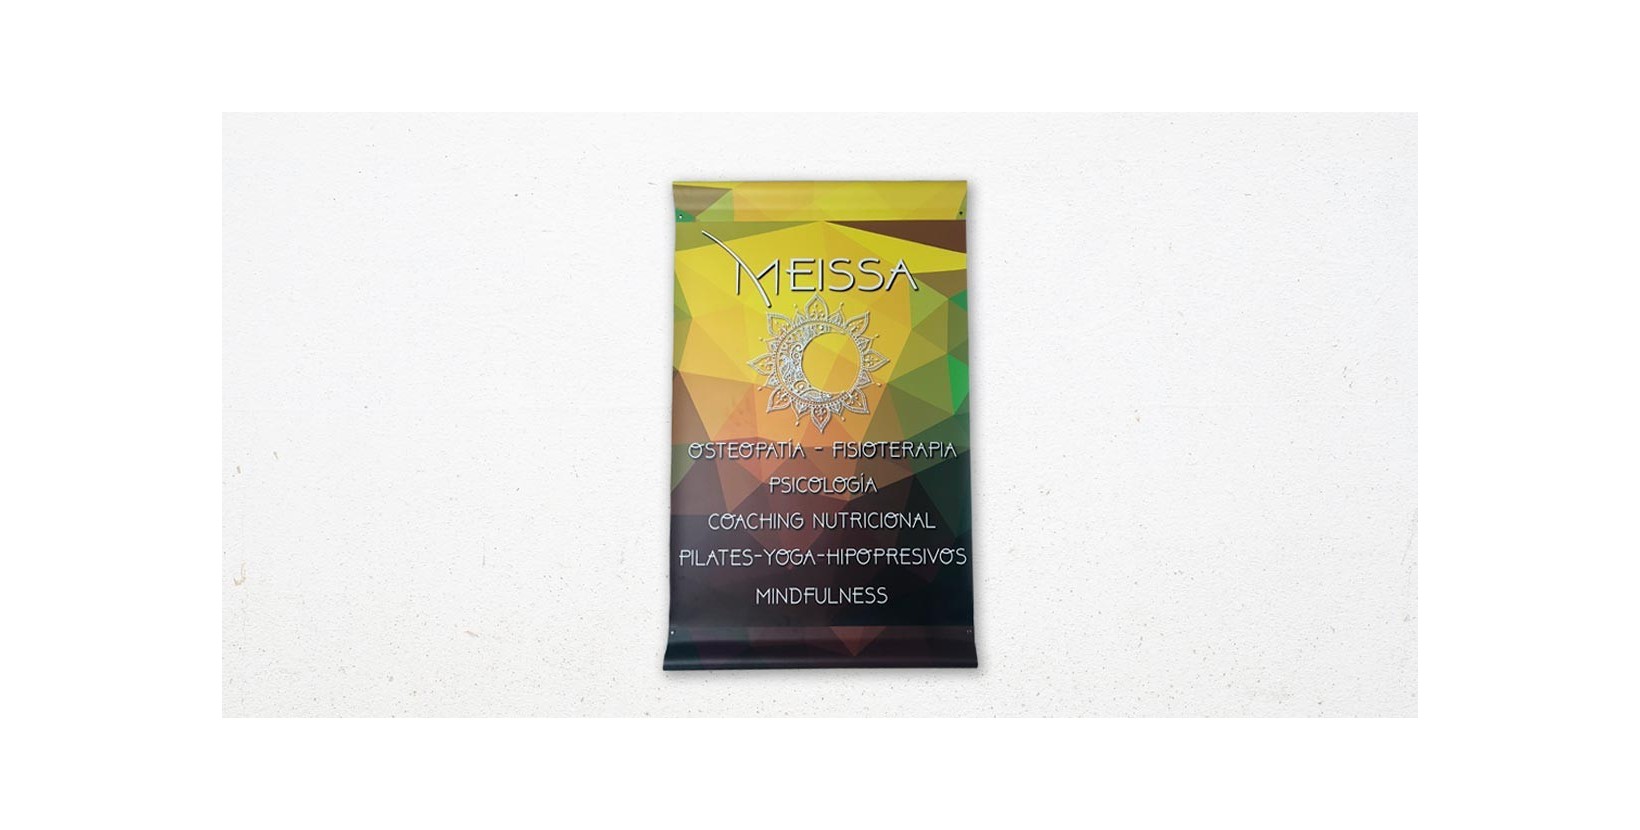 MEISSA
OSTEOPATÍA - FISIOTERAPIA
PSICOLOGÍA
COACHING NUTRICIONAL
PILATES-YOGA-HIPOPRESIVOS
MINDFULNESS